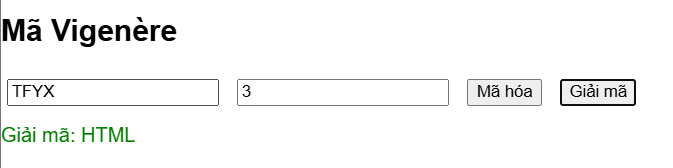 Mã Vigenère
TFYX 3 Mã hóa Giải mã
Giải mã: HTML